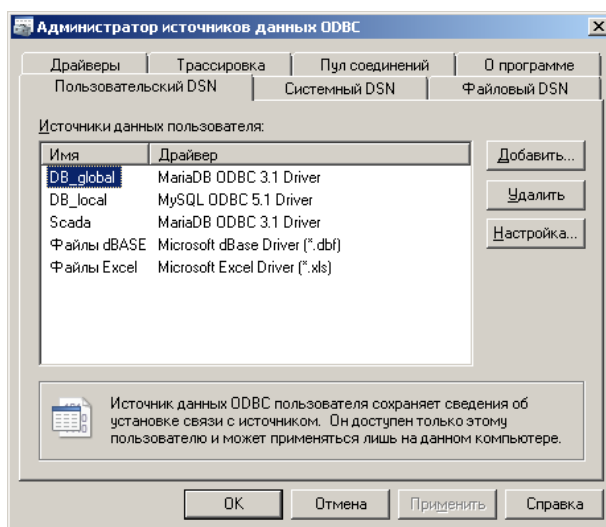 Администратор источников данных ODBC
Драйверы Трассировка Пул соединений О программе
Пользовательский DSN Системный DSN Файловый DSN
Источники данных пользователя:
Имя Драйвер
DB_global MariaDB ODBC 3.1 Driver
DB_local MySQL ODBC 5.1 Driver
Scada MariaDB ODBC 3.1 Driver
Файлы dBASE Microsoft dBase Driver (*.dbf)
Файлы Excel Microsoft Excel Driver (*.xls)
Добавить...
Удалить
Настройка...
Источник данных ODBC пользователя сохраняет сведения об
установке связи с источником. Он доступен только этому
пользователю и может применяться лишь на данном компьютере.
OK Отмена Применить Справка